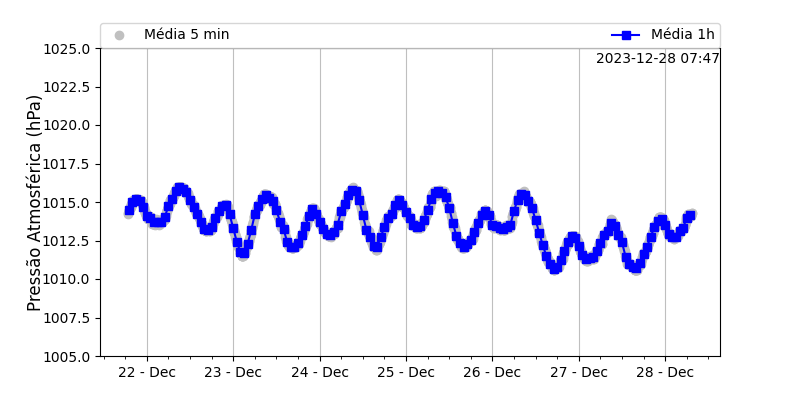 Média 5 min
Média 1h
2023-12-28 07:47
Pressão Atmosférica (hPa)
1025.0
1022.5
1020.0
1017.5
1015.0
1012.5
1010.0
1007.5
1005.0
22 - Dec
23 - Dec
24 - Dec
25 - Dec
26 - Dec
27 - Dec
28 - Dec